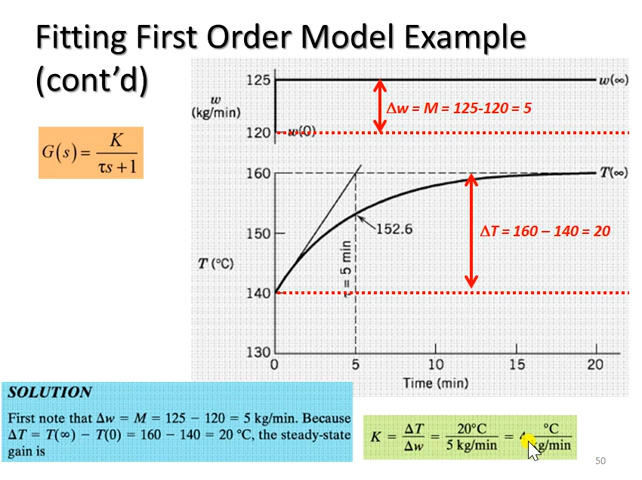 Fitting First Order Model Example
(cont’d)
G(s) = K / τs + 1
w
(kg/min)
125
w(∞)
Δw = M = 125-120 = 5
120
w(0)
160
T(∞)
150
152.6
ΔT = 160 – 140 = 20
T (°C)
τ = 5 min
140
130
0 5 10 15 20
Time (min)
SOLUTION
First note that Δw = M = 125 − 120 = 5 kg/min. Because
ΔT = T(∞) − T(0) = 160 − 140 = 20 °C, the steady-state
gain is
K = ΔT / Δw = 20°C / 5 kg/min = 4 °C / kg/min
50